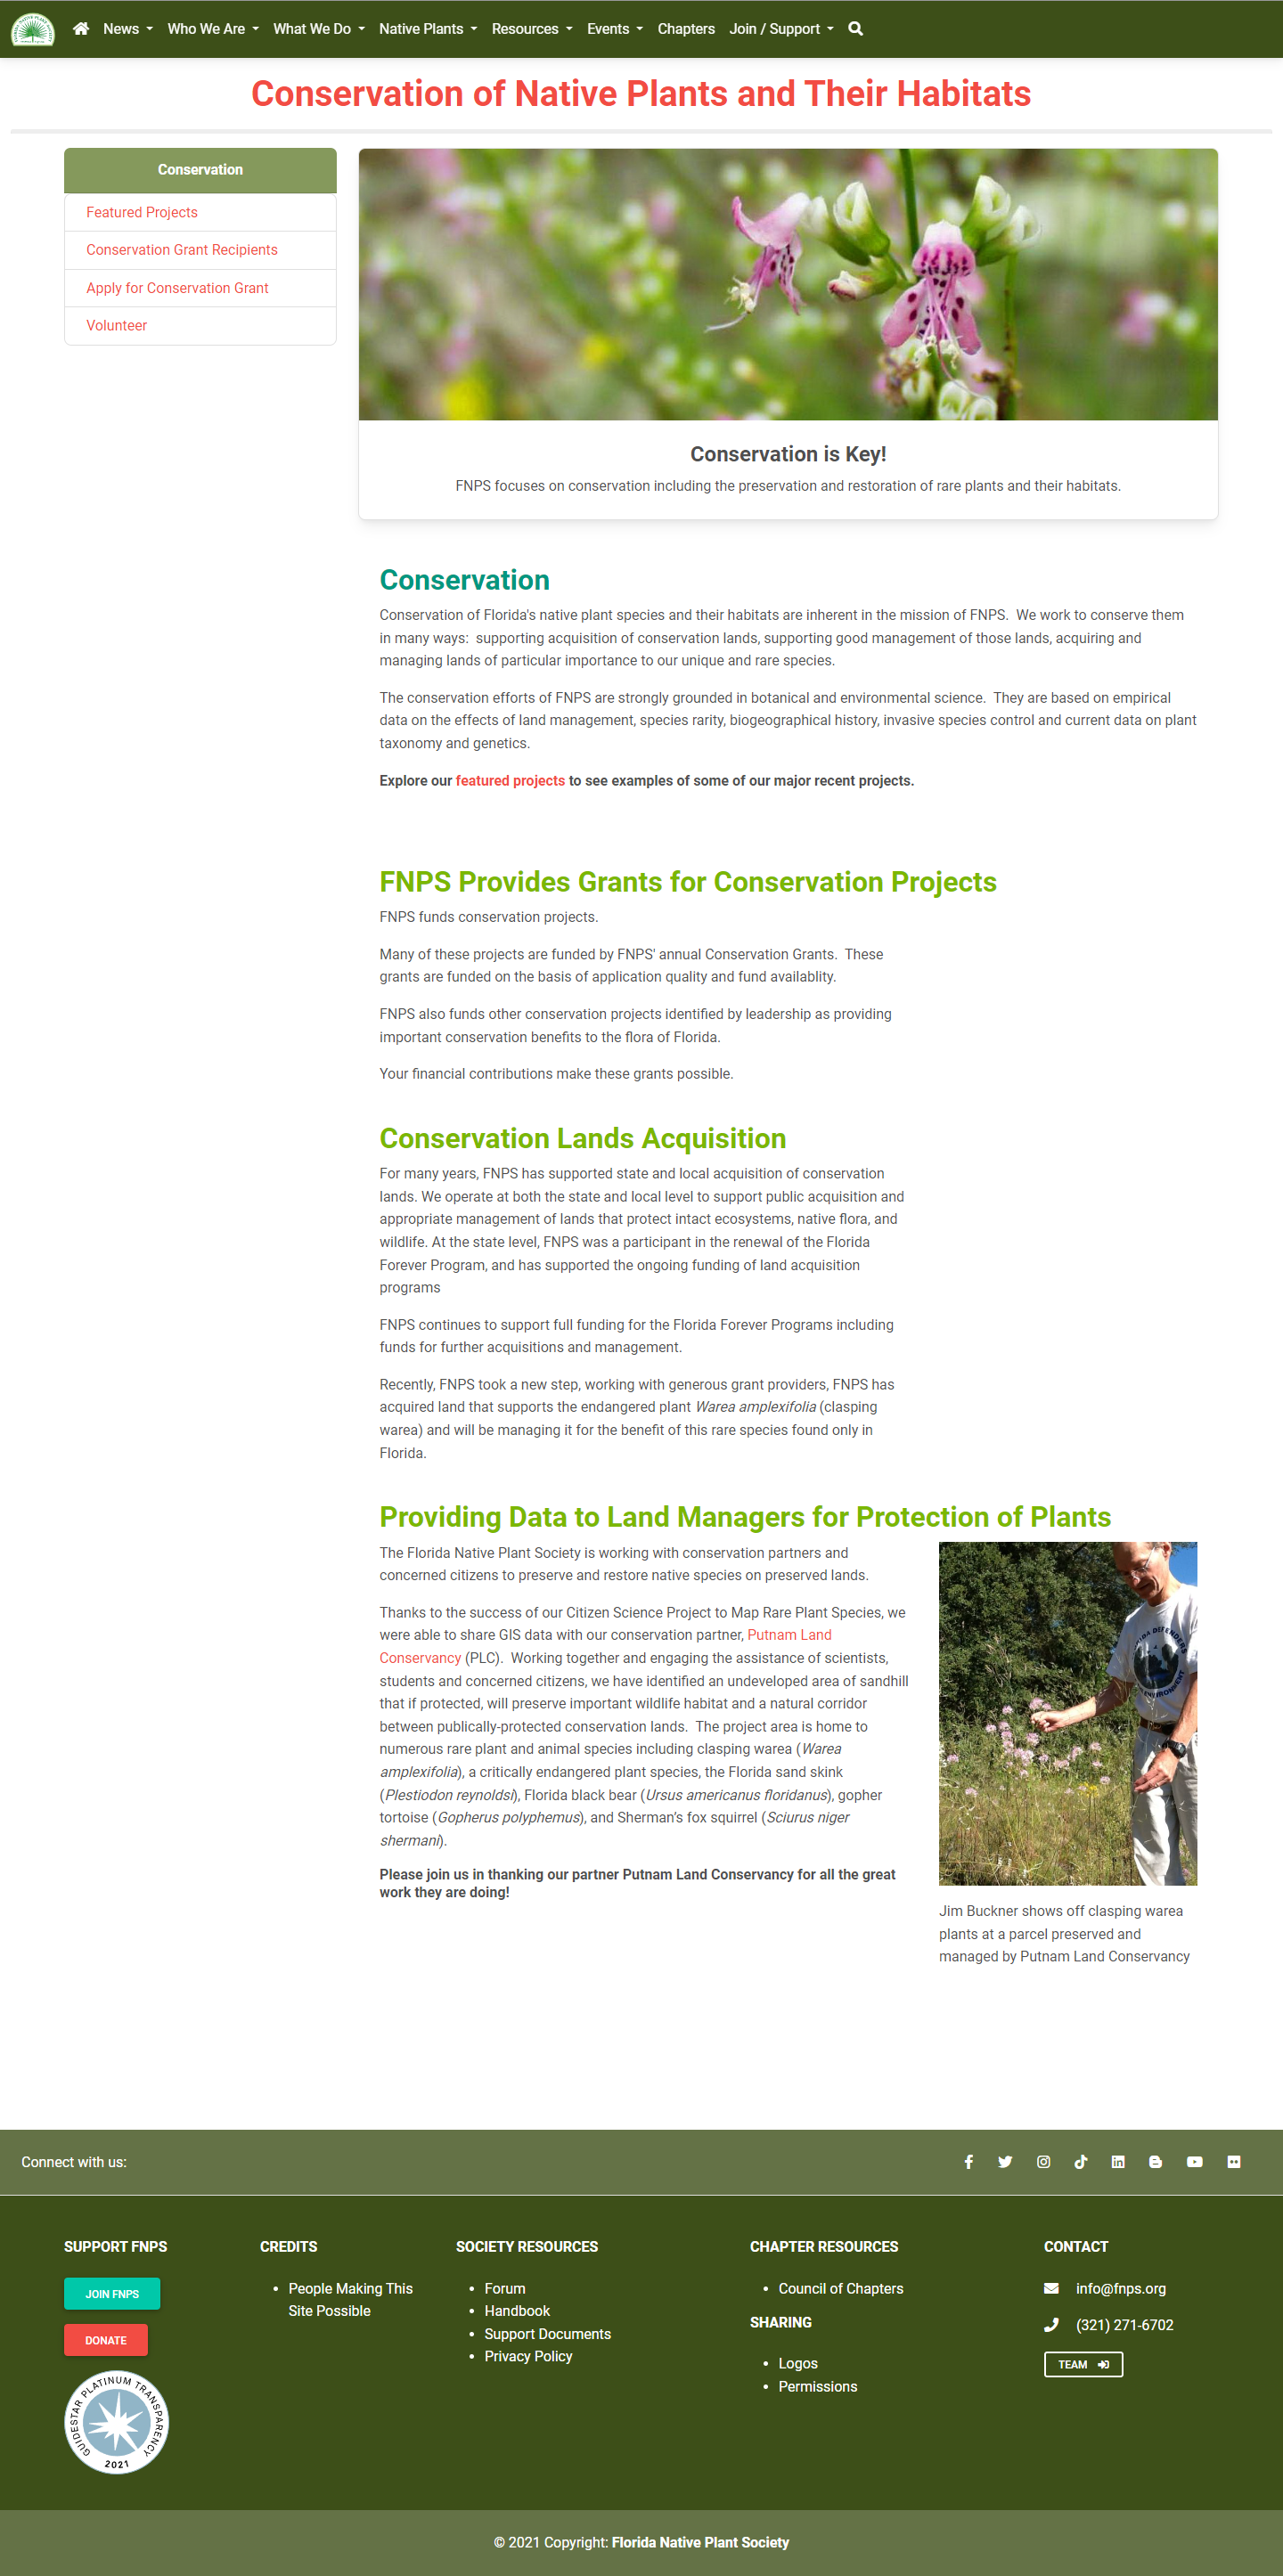 News Who We Are What We Do Native Plants Resources Events Chapters Join / Support
Conservation of Native Plants and Their Habitats
Conservation
Featured Projects
Conservation Grant Recipients
Apply for Conservation Grant
Volunteer
Conservation is Key!
FNPS focuses on conservation including the preservation and restoration of rare plants and their habitats.
Conservation
Conservation of Florida's native plant species and their habitats are inherent in the mission of FNPS.  We work to conserve them
in many ways:  supporting acquisition of conservation lands, supporting good management of those lands, acquiring and
managing lands of particular importance to our unique and rare species.
The conservation efforts of FNPS are strongly grounded in botanical and environmental science.  They are based on empirical
data on the effects of land management, species rarity, biogeographical history, invasive species control and current data on plant
taxonomy and genetics.
Explore our featured projects to see examples of some of our major recent projects.
FNPS Provides Grants for Conservation Projects
FNPS funds conservation projects.
Many of these projects are funded by FNPS' annual Conservation Grants.  These
grants are funded on the basis of application quality and fund availablity.
FNPS also funds other conservation projects identified by leadership as providing
important conservation benefits to the flora of Florida.
Your financial contributions make these grants possible.
Conservation Lands Acquisition
For many years, FNPS has supported state and local acquisition of conservation
lands. We operate at both the state and local level to support public acquisition and
appropriate management of lands that protect intact ecosystems, native flora, and
wildlife. At the state level, FNPS was a participant in the renewal of the Florida
Forever Program, and has supported the ongoing funding of land acquisition
programs
FNPS continues to support full funding for the Florida Forever Programs including
funds for further acquisitions and management.
Recently, FNPS took a new step, working with generous grant providers, FNPS has
acquired land that supports the endangered plant Warea amplexifolia (clasping
warea) and will be managing it for the benefit of this rare species found only in
Florida.
Providing Data to Land Managers for Protection of Plants
The Florida Native Plant Society is working with conservation partners and
concerned citizens to preserve and restore native species on preserved lands.
Thanks to the success of our Citizen Science Project to Map Rare Plant Species, we
were able to share GIS data with our conservation partner, Putnam Land
Conservancy (PLC).  Working together and engaging the assistance of scientists,
students and concerned citizens, we have identified an undeveloped area of sandhill
that if protected, will preserve important wildlife habitat and a natural corridor
between publically-protected conservation lands.  The project area is home to
numerous rare plant and animal species including clasping warea (Warea
amplexifolia), a critically endangered plant species, the Florida sand skink
(Plestiodon reynoldsi), Florida black bear (Ursus americanus floridanus), gopher
tortoise (Gopherus polyphemus), and Sherman’s fox squirrel (Sciurus niger
shermani).
Please join us in thanking our partner Putnam Land Conservancy for all the great
work they are doing!
Jim Buckner shows off clasping warea
plants at a parcel preserved and
managed by Putnam Land Conservancy
Connect with us:
SUPPORT FNPS
JOIN FNPS
DONATE
GUIDESTAR PLATINUM TRANSPARENCY
2021
CREDITS
People Making This
Site Possible
SOCIETY RESOURCES
Forum
Handbook
Support Documents
Privacy Policy
CHAPTER RESOURCES
Council of Chapters
SHARING
Logos
Permissions
CONTACT
info@fnps.org
(321) 271-6702
TEAM
© 2021 Copyright: Florida Native Plant Society